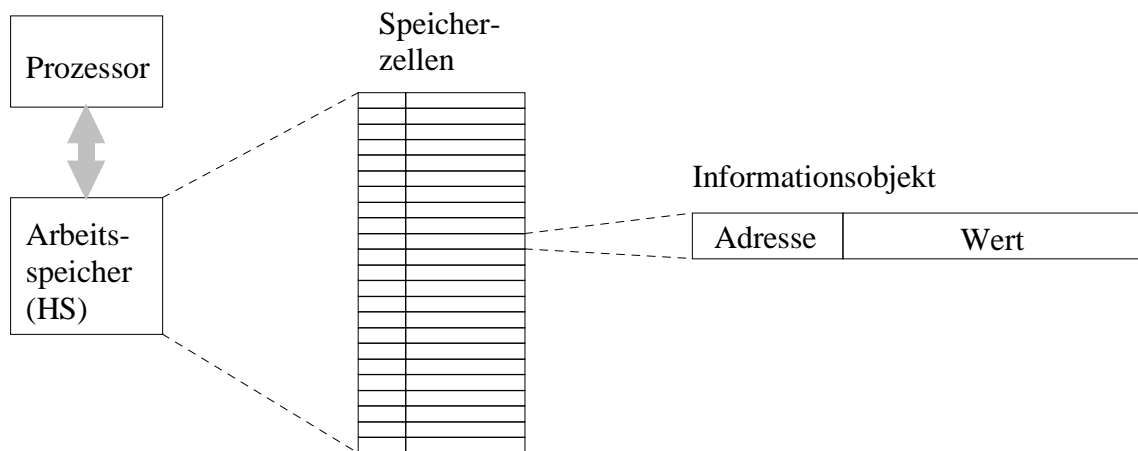 Prozessor
Arbeits-
speicher
(HS)
Speicher-
zellen
Informationsobjekt
Adresse
Wert